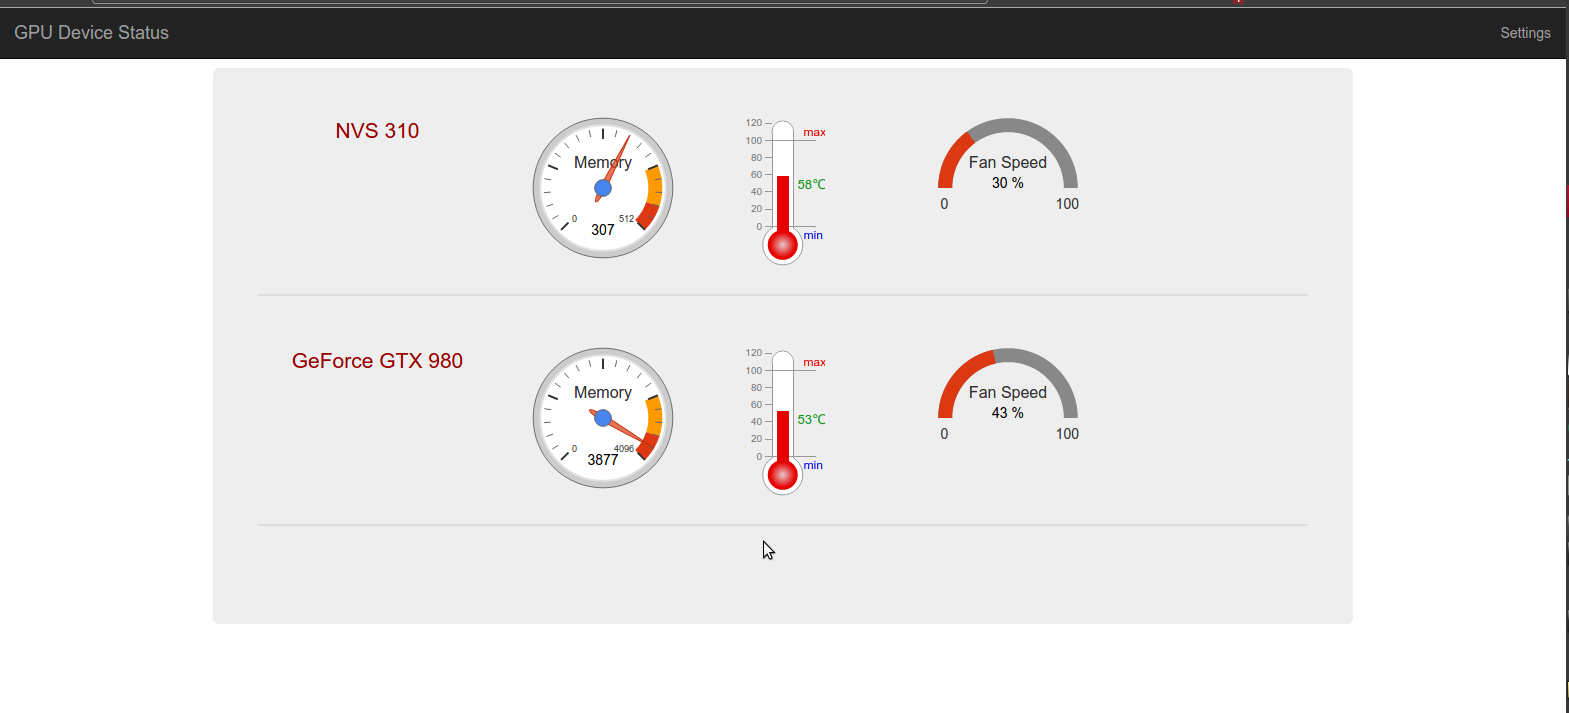 GPU Device Status
Settings
NVS 310
Memory
0
512
307
120
100
80
60
40
20
0
max
58°C
min
Fan Speed
30 %
0
100
GeForce GTX 980
Memory
0
4096
3877
120
100
80
60
40
20
0
max
53°C
min
Fan Speed
43 %
0
100